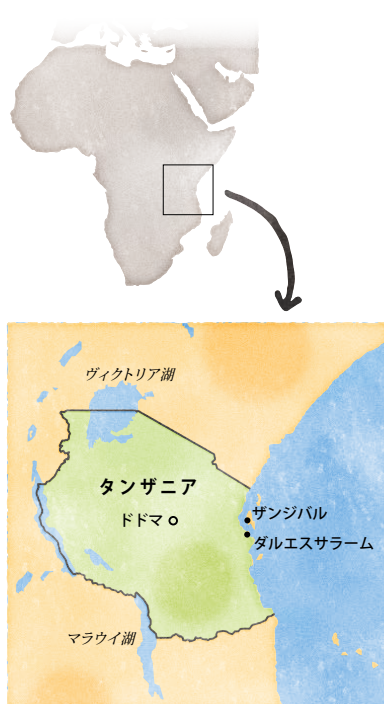 ヴィクトリア湖
タンザニア
ドドマ
ザンジバル
ダルエスサラーム
マラウイ湖